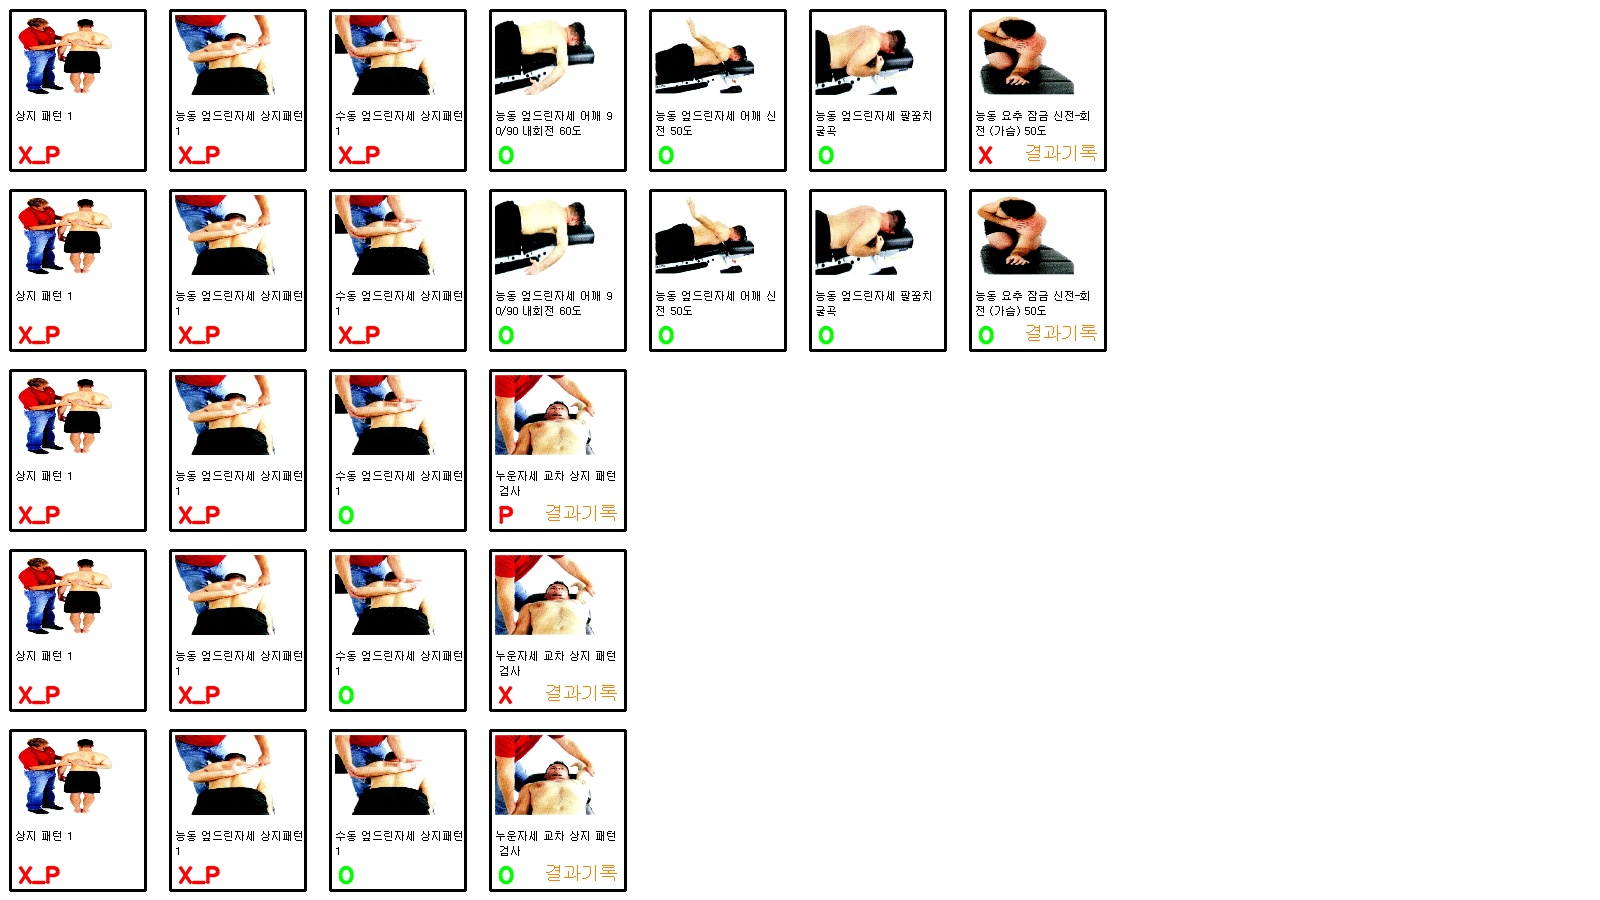 상지 패턴 1
X_P
능동 엎드린자세 상지패턴
1
X_P
수동 엎드린자세 상지패턴
1
X_P
능동 엎드린자세 어깨 9
0/90 내회전 60도
O
능동 엎드린자세 어깨 신
전 50도
O
능동 엎드린자세 팔꿈치
굴곡
O
능동 요추 잠금 신전-회
전 (가슴) 50도
X 결과기록
상지 패턴 1
X_P
능동 엎드린자세 상지패턴
1
X_P
수동 엎드린자세 상지패턴
1
X_P
능동 엎드린자세 어깨 9
0/90 내회전 60도
O
능동 엎드린자세 어깨 신
전 50도
O
능동 엎드린자세 팔꿈치
굴곡
O
능동 요추 잠금 신전-회
전 (가슴) 50도
O 결과기록
상지 패턴 1
X_P
능동 엎드린자세 상지패턴
1
X_P
수동 엎드린자세 상지패턴
1
O
누운자세 교차 상지 패턴
검사
P 결과기록
상지 패턴 1
X_P
능동 엎드린자세 상지패턴
1
X_P
수동 엎드린자세 상지패턴
1
O
누운자세 교차 상지 패턴
검사
X 결과기록
상지 패턴 1
X_P
능동 엎드린자세 상지패턴
1
X_P
수동 엎드린자세 상지패턴
1
O
누운자세 교차 상지 패턴
검사
O 결과기록